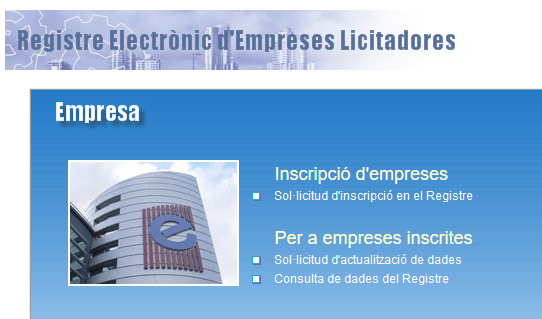 Registre Electrònic d'Empreses Licitadores
Empresa
e
Inscripció d'empreses
Sol·licitud d'inscripció en el Registre
Per a empreses inscrites
Sol·licitud d'actualització de dades
Consulta de dades del Registre